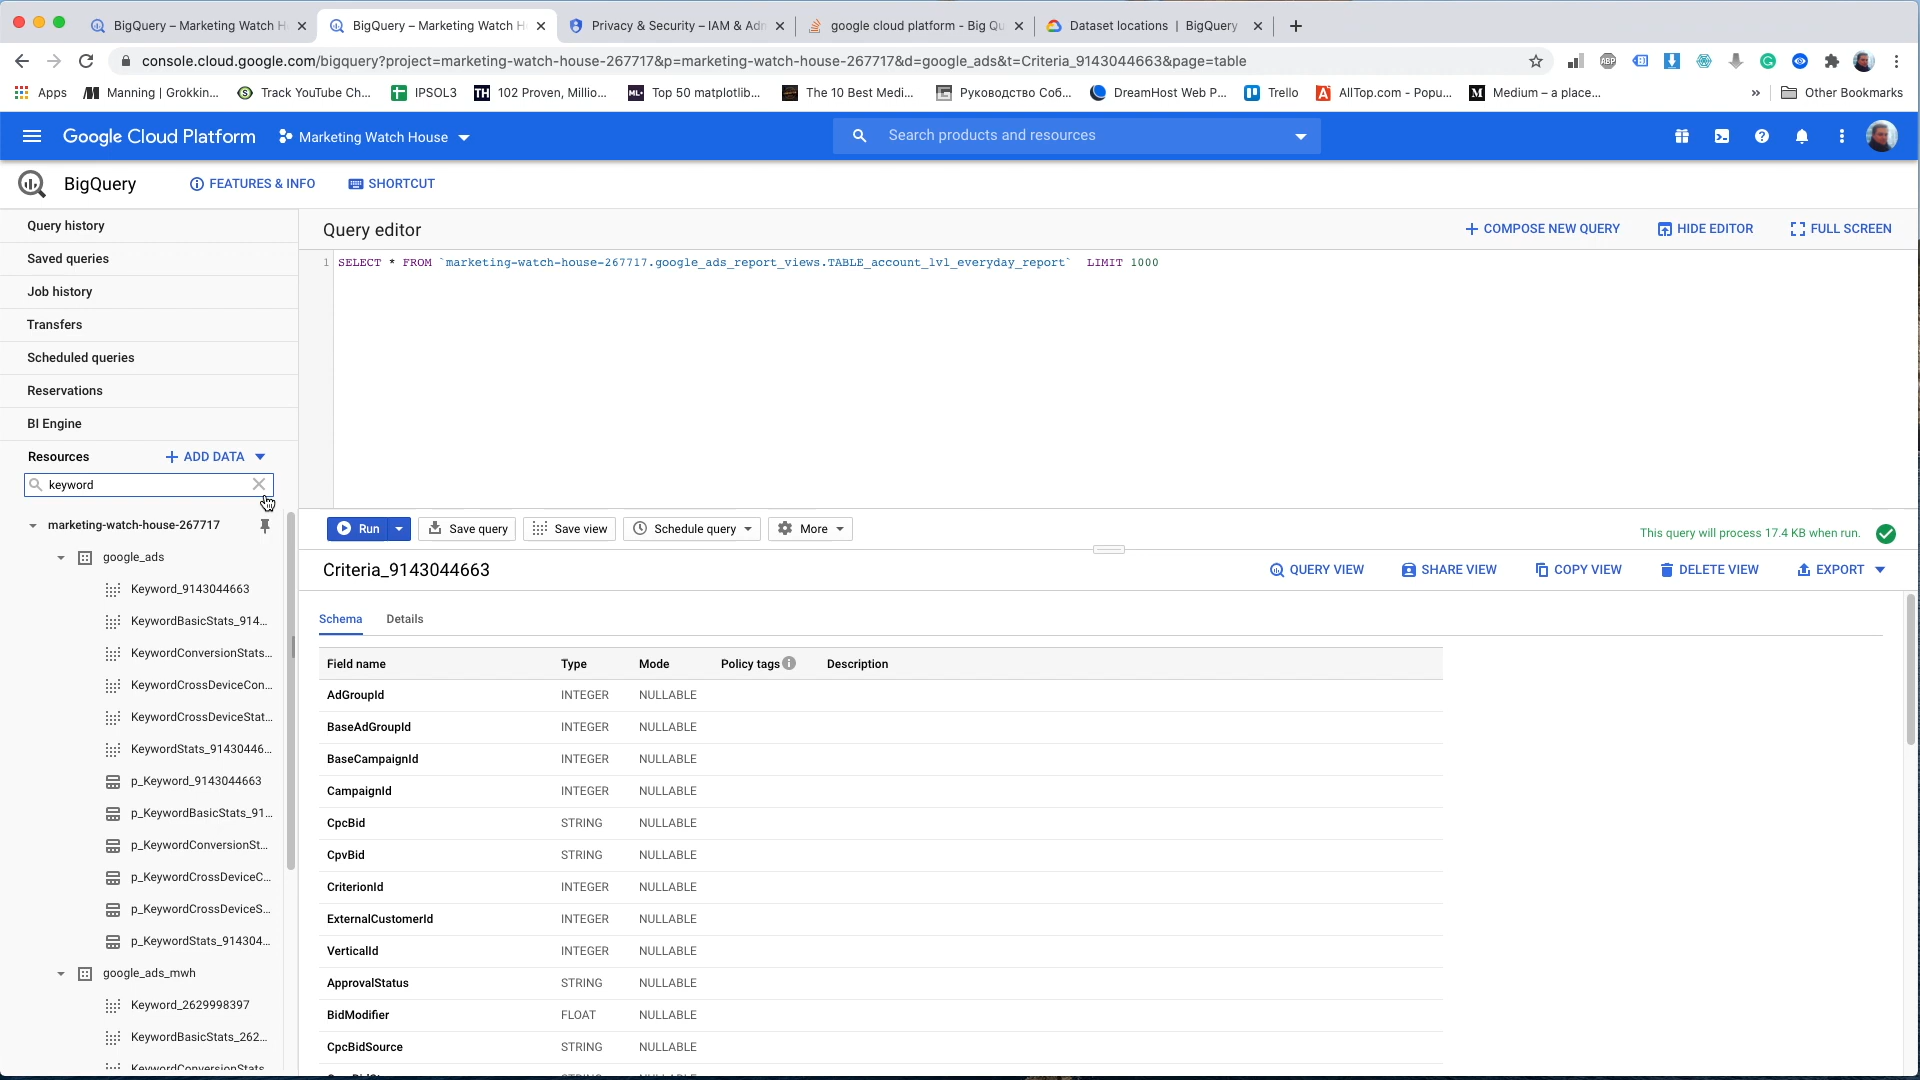 BigQuery – Marketing Watch H
BigQuery – Marketing Watch H
Privacy & Security – IAM & Adm
google cloud platform - Big Qu
Dataset locations | BigQuery
console.cloud.google.com/bigquery?project=marketing-watch-house-267717&p=marketing-watch-house-267717&d=google_ads&t=Criteria_9143044663&page=table
Apps
Manning | Grokkin...
Track YouTube Ch...
IPSOL3
102 Proven, Millio...
Top 50 matplotlib...
The 10 Best Medi...
Руководство Соб...
DreamHost Web P...
Trello
AllTop.com - Popu...
Medium – a place...
»
Other Bookmarks
Google Cloud Platform
Marketing Watch House
Search products and resources
BigQuery
FEATURES & INFO
SHORTCUT
Query history
Saved queries
Job history
Transfers
Scheduled queries
Reservations
BI Engine
Resources
+ ADD DATA
keyword
marketing-watch-house-267717
google_ads
Keyword_9143044663
KeywordBasicStats_914...
KeywordConversionStats...
KeywordCrossDeviceCon...
KeywordCrossDeviceStat...
KeywordStats_91430446...
p_Keyword_9143044663
p_KeywordBasicStats_91...
p_KeywordConversionSt...
p_KeywordCrossDeviceC...
p_KeywordCrossDeviceS...
p_KeywordStats_914304...
google_ads_mwh
Keyword_2629998397
KeywordBasicStats_262...
KeywordConversionStats
Query editor
+ COMPOSE NEW QUERY
HIDE EDITOR
FULL SCREEN
1 SELECT * FROM `marketing-watch-house-267717.google_ads_report_views.TABLE_account_lvl_everyday_report` LIMIT 1000
Run
Save query
Save view
Schedule query
More
This query will process 17.4 KB when run.
Criteria_9143044663
QUERY VIEW
SHARE VIEW
COPY VIEW
DELETE VIEW
EXPORT
Schema
Details
Field name Type Mode Policy tags Description
AdGroupId INTEGER NULLABLE
BaseAdGroupId INTEGER NULLABLE
BaseCampaignId INTEGER NULLABLE
CampaignId INTEGER NULLABLE
CpcBid STRING NULLABLE
CpvBid STRING NULLABLE
CriterionId INTEGER NULLABLE
ExternalCustomerId INTEGER NULLABLE
VerticalId INTEGER NULLABLE
ApprovalStatus STRING NULLABLE
BidModifier FLOAT NULLABLE
CpcBidSource STRING NULLABLE